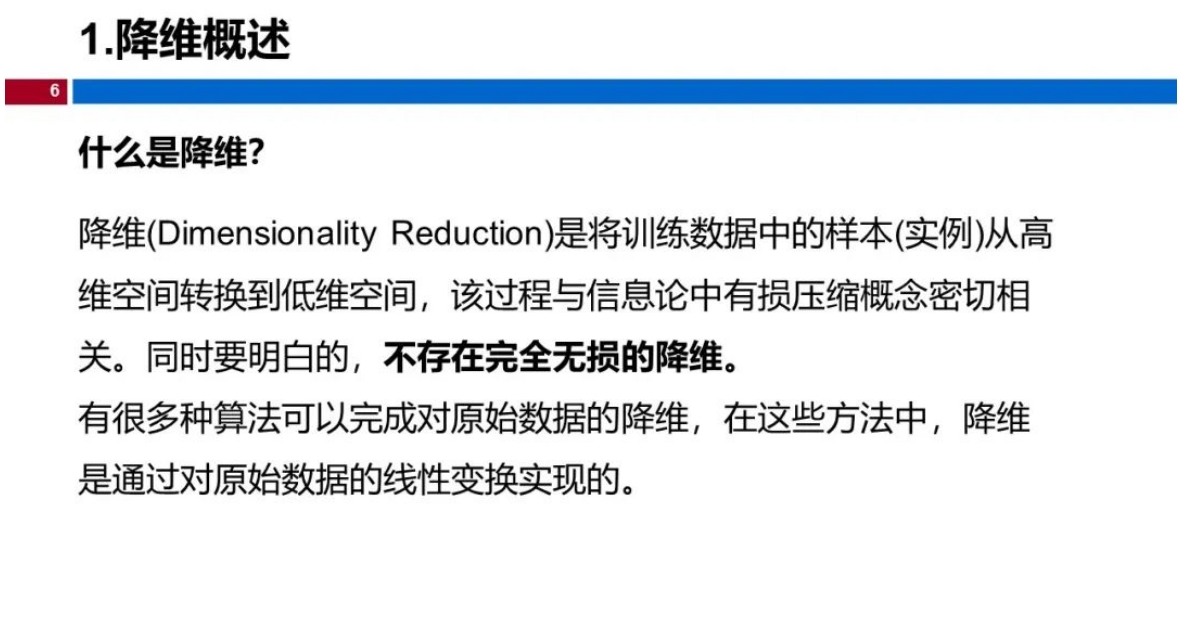 1.降维概述
6
什么是降维?
降维(Dimensionality Reduction)是将训练数据中的样本(实例)从高
维空间转换到低维空间，该过程与信息论中有损压缩概念密切相
关。同时要明白的，不存在完全无损的降维。
有很多种算法可以完成对原始数据的降维，在这些方法中，降维
是通过对原始数据的线性变换实现的。